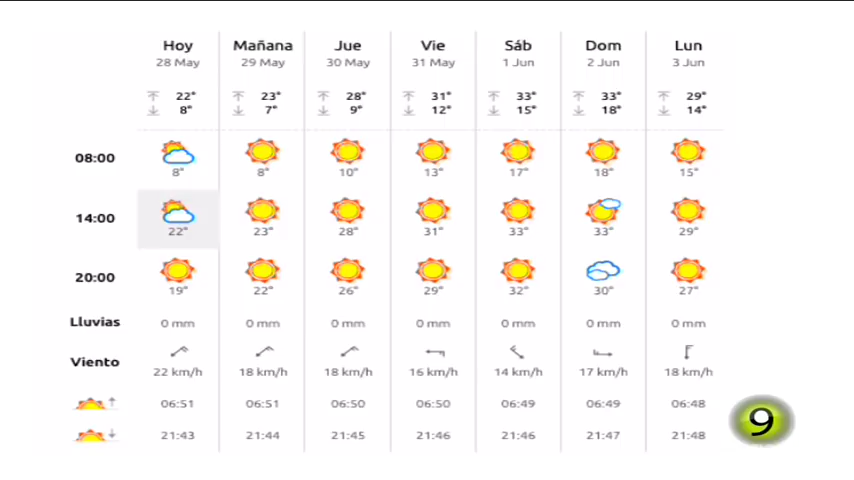 Hoy Mañana Jue Vie Sáb Dom Lun
28 May 29 May 30 May 31 May 1 Jun 2 Jun 3 Jun
22° 23° 28° 31° 33° 33° 29°
8° 7° 9° 12° 15° 18° 14°
08:00 8° 8° 10° 13° 17° 18° 15°
14:00 22° 23° 28° 31° 33° 33° 29°
20:00 19° 22° 26° 29° 32° 30° 27°
Lluvias 0 mm 0 mm 0 mm 0 mm 0 mm 0 mm 0 mm
Viento 22 km/h 18 km/h 18 km/h 16 km/h 14 km/h 17 km/h 18 km/h
06:51 06:51 06:50 06:50 06:49 06:49 06:48
21:43 21:44 21:45 21:46 21:46 21:47 21:48
9